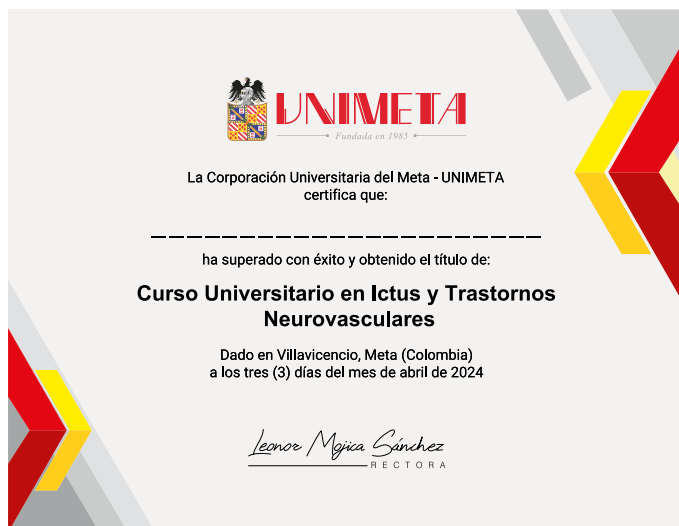 UNIMETA
Fundada en 1985
La Corporación Universitaria del Meta - UNIMETA
certifica que:
ha superado con éxito y obtenido el título de:
Curso Universitario en Ictus y Trastornos
Neurovasculares
Dado en Villavicencio, Meta (Colombia)
a los tres (3) días del mes de abril de 2024
Leonor Mojica Sánchez
RECTORA